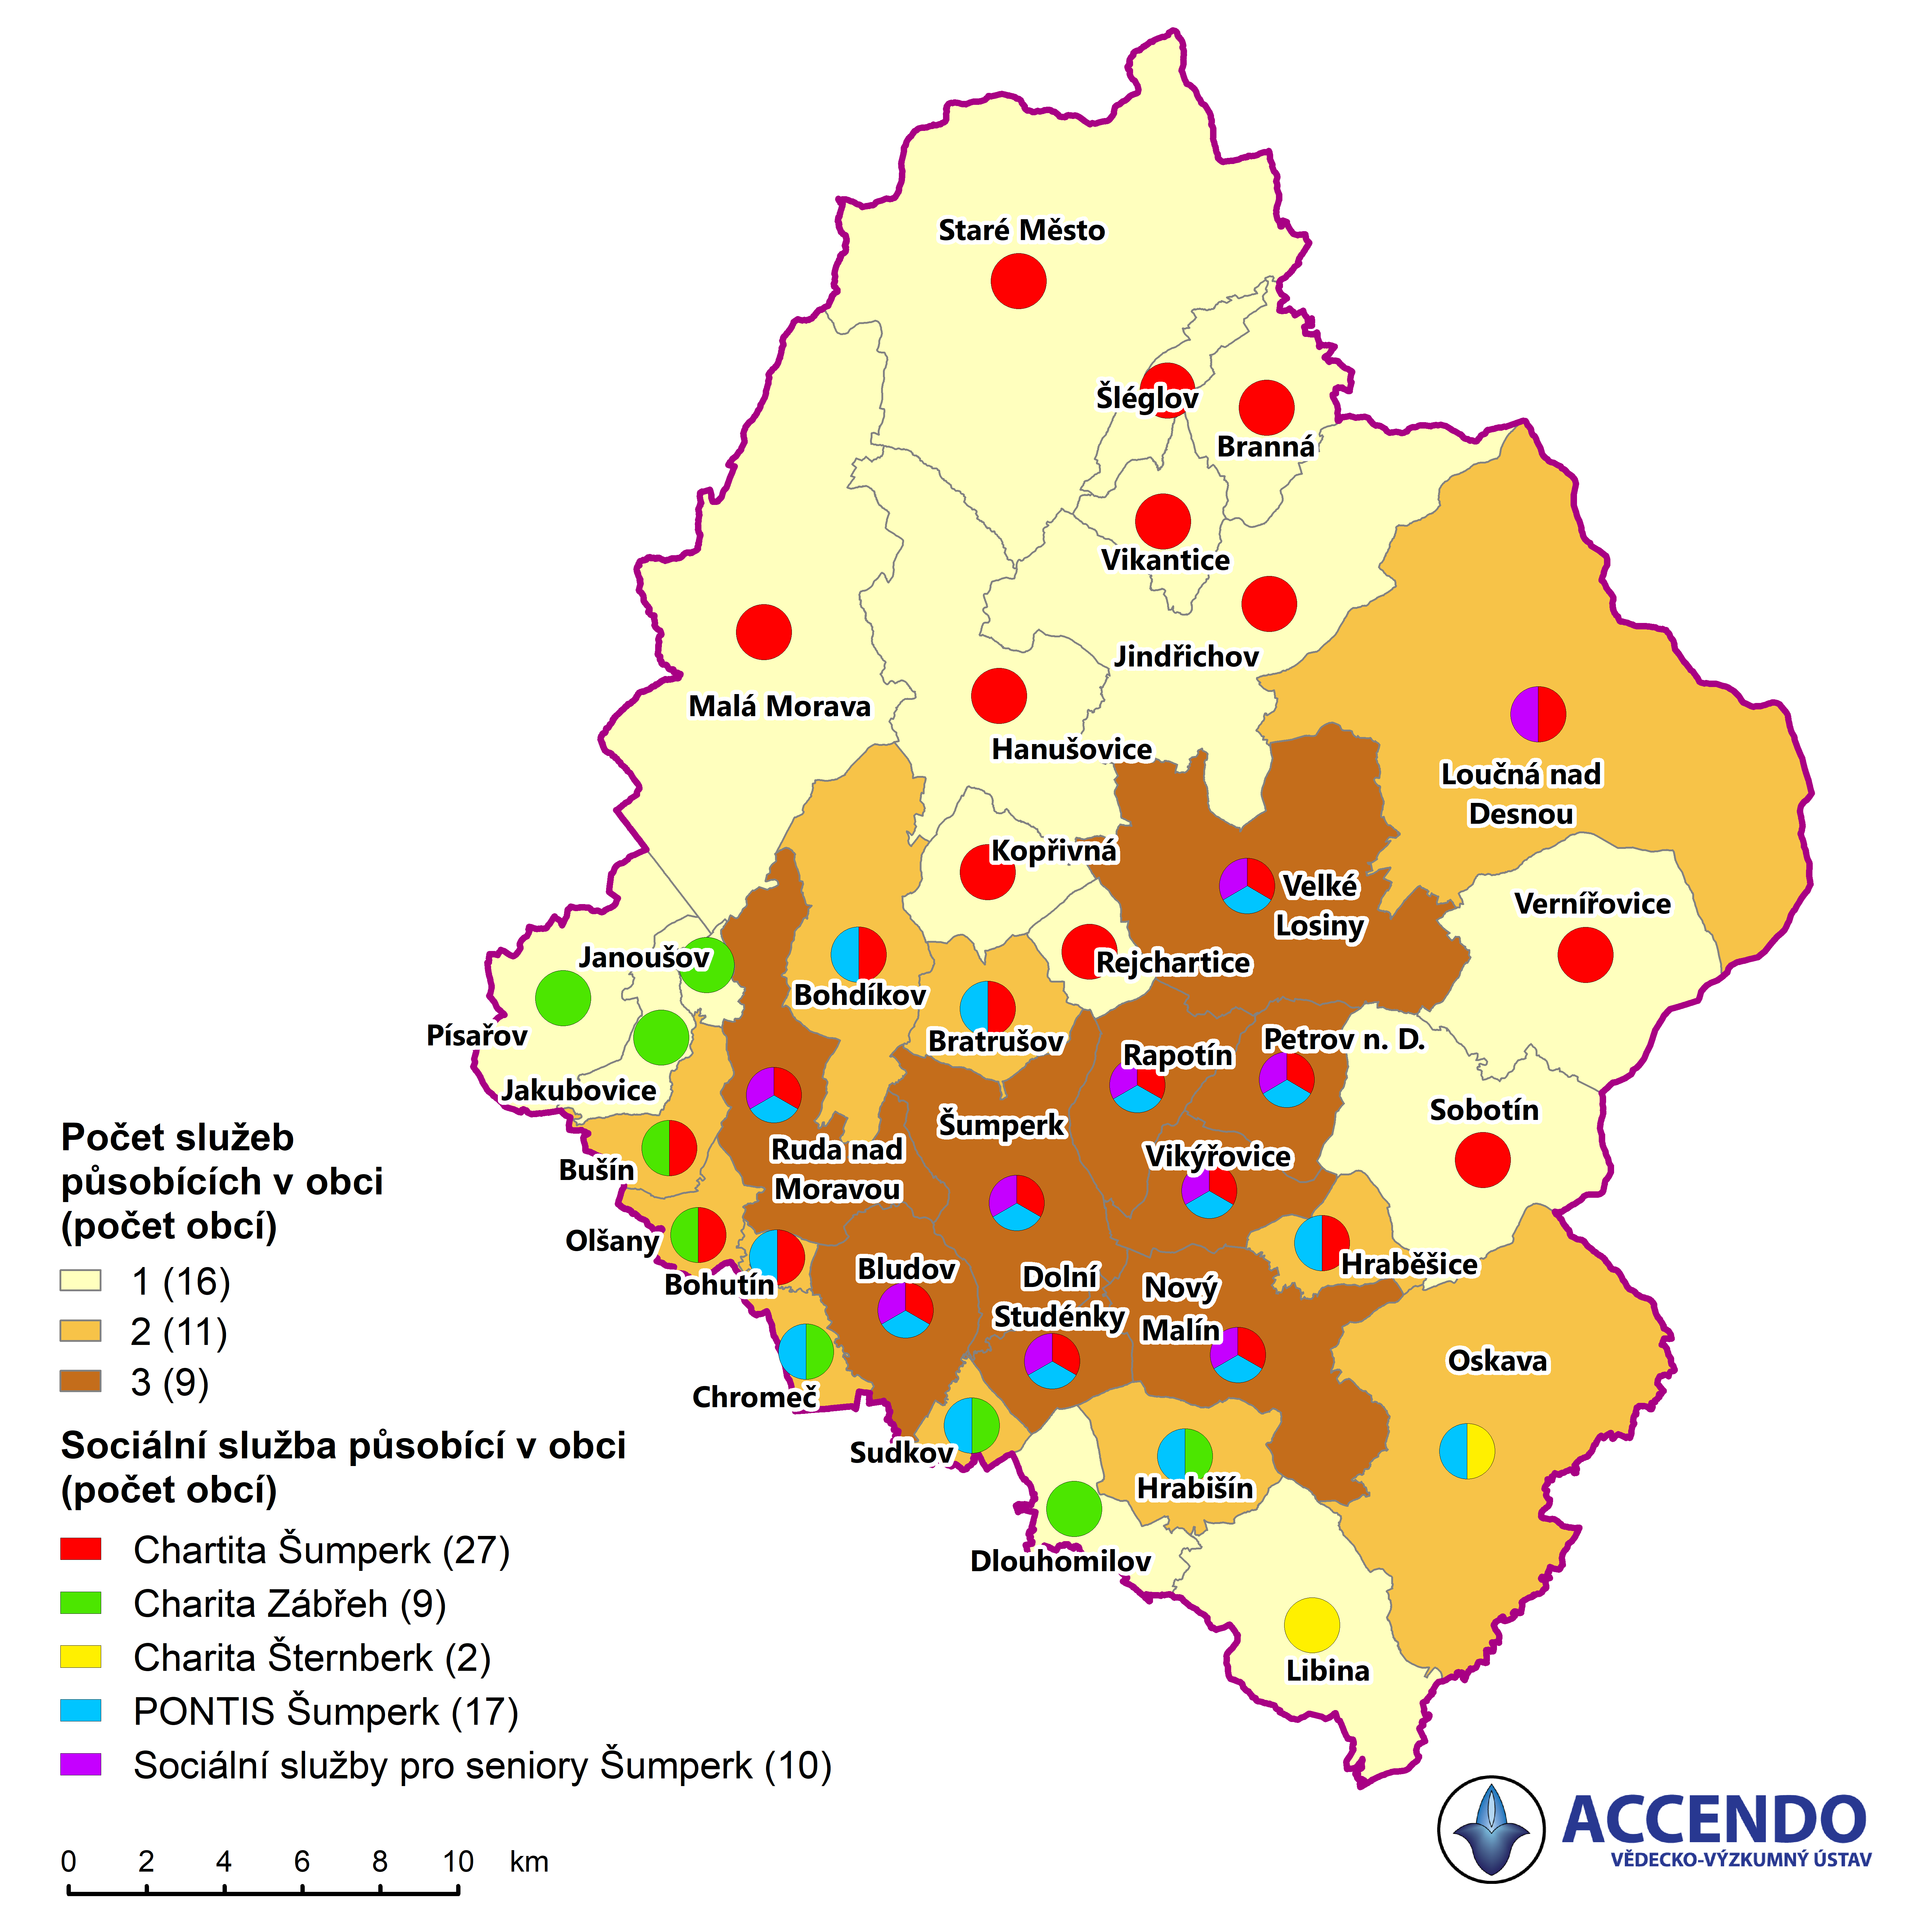 Staré Město
Šléglov
Branná
Vikantice
Jindřichov
Malá Morava
Hanušovice
Loučná nad
Desnou
Kopřivná
Velké
Losiny
Vernířovice
Janoušov
Rejchartice
Bohdíkov
Písařov
Bratrušov
Petrov n. D.
Rapotín
Jakubovice
Sobotín
Šumperk
Ruda nad
Moravou
Vikýřovice
Bušín
Olšany
Hraběšice
Bohutín
Bludov
Dolní
Studénky
Nový
Malín
Oskava
Chromeč
Sudkov
Hrabišín
Dlouhomilov
Libina
Počet služeb
působících v obci
(počet obcí)
1 (16)
2 (11)
3 (9)
Sociální služba působící v obci
(počet obcí)
Chartita Šumperk (27)
Charita Zábřeh (9)
Charita Šternberk (2)
PONTIS Šumperk (17)
Sociální služby pro seniory Šumperk (10)
0 2 4 6 8 10 km
ACCENDO
VĚDECKO-VÝZKUMNÝ ÚSTAV